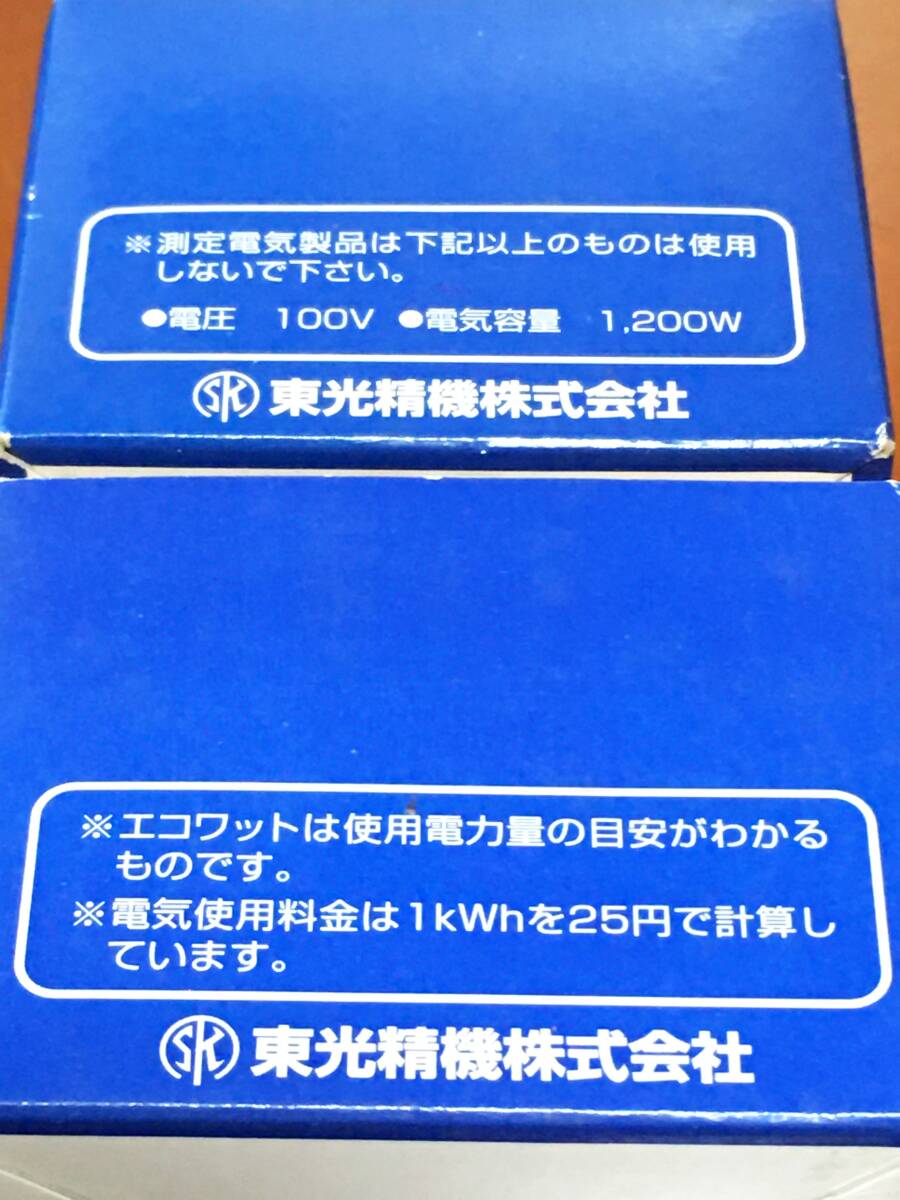 ※測定電気製品は下記以上のものは使用
しないで下さい。
●電圧　100V　●電気容量　1,200W
SK 東光精機株式会社
※エコワットは使用電力量の目安がわかる
ものです。
※電気使用料金は1kWhを25円で計算し
ています。
SK 東光精機株式会社